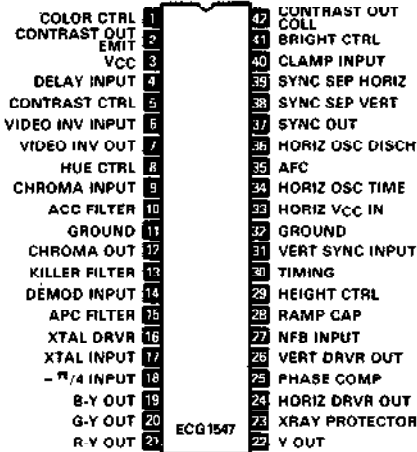 COLOR CTRL 1
CONTRAST OUT EMIT 2
VCC 3
DELAY INPUT 4
CONTRAST CTRL 5
VIDEO INV INPUT 6
VIDEO INV OUT 7
HUE CTRL 8
CHROMA INPUT 9
ACC FILTER 10
GROUND 11
CHROMA OUT 12
KILLER FILTER 13
DEMOD INPUT 14
APC FILTER 15
XTAL DRVR 16
XTAL INPUT 17
- π/4 INPUT 18
B-Y OUT 19
G-Y OUT 20
R-Y OUT 21
ECG1547
42 CONTRAST OUT COLL
41 BRIGHT CTRL
40 CLAMP INPUT
39 SYNC SEP HORIZ
38 SYNC SEP VERT
37 SYNC OUT
36 HORIZ OSC DISCH
35 AFC
34 HORIZ OSC TIME
33 HORIZ VCC IN
32 GROUND
31 VERT SYNC INPUT
30 TIMING
29 HEIGHT CTRL
28 RAMP CAP
27 NFB INPUT
26 VERT DRVR OUT
25 PHASE COMP
24 HORIZ DRVR OUT
23 XRAY PROTECTOR
22 Y OUT